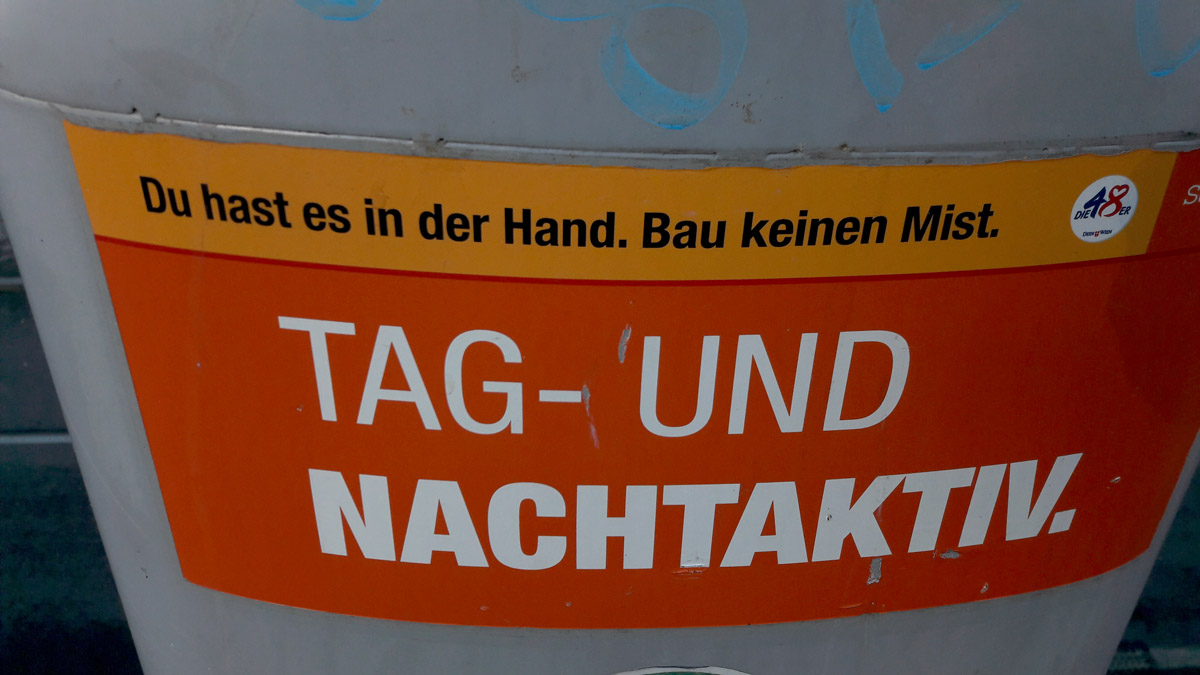 Du hast es in der Hand. Bau keinen Mist.
DIE 48ER
TAG- UND
NACHTAKTIV.